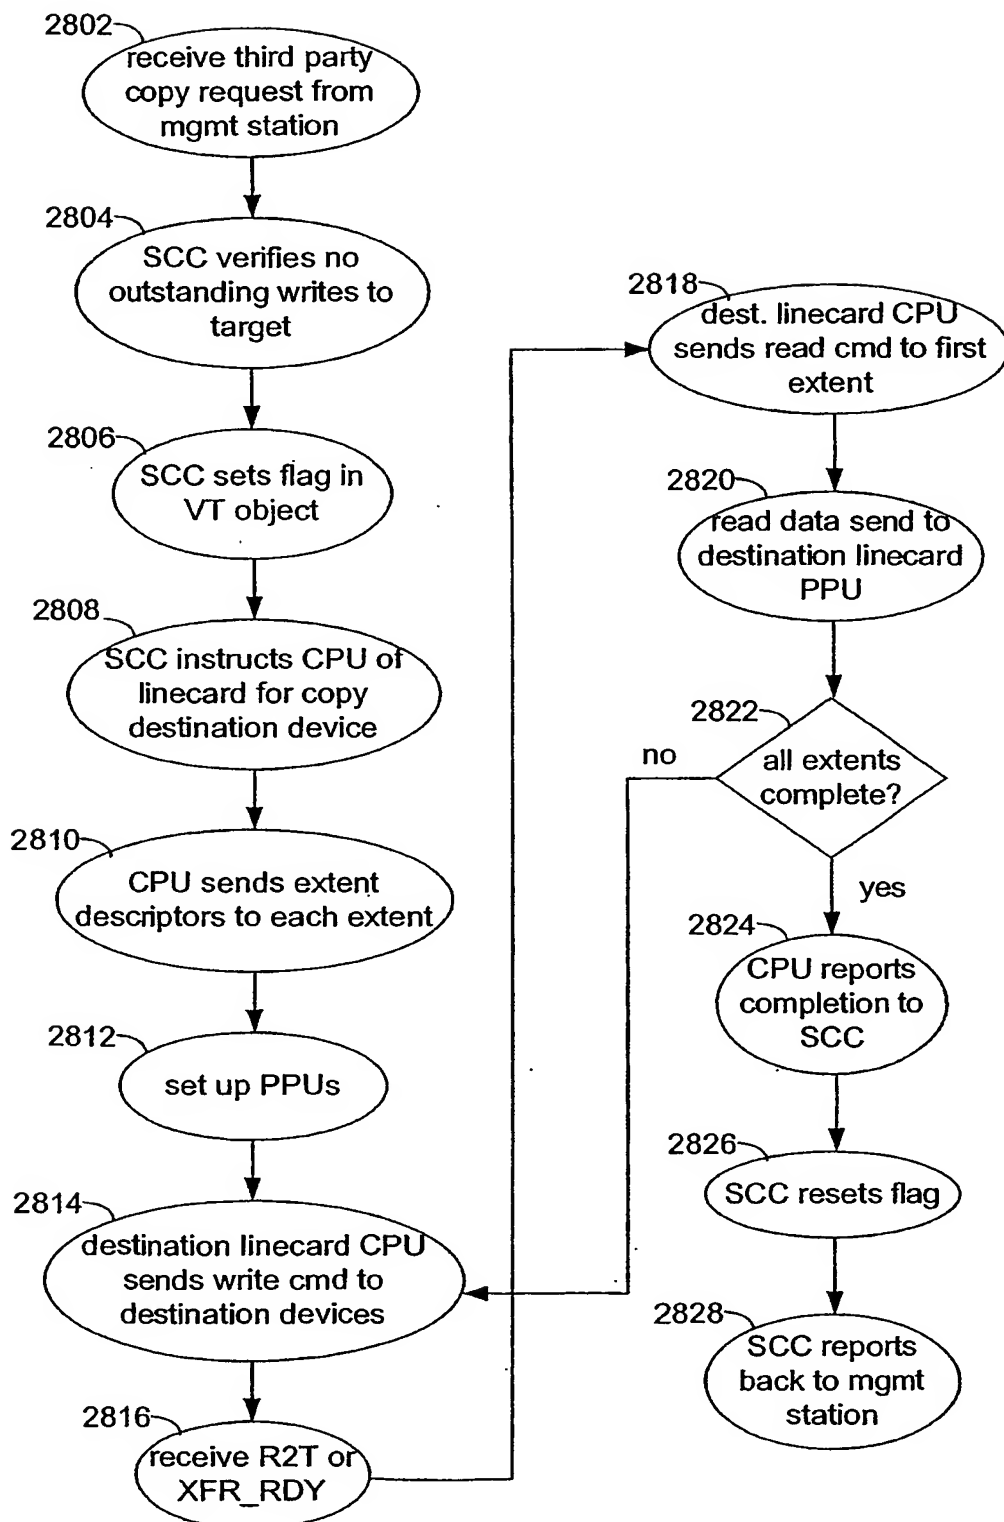 2802
receive third party
copy request from
mgmt station
2804
SCC verifies no
outstanding writes to
target
2806
SCC sets flag in
VT object
2808
SCC instructs CPU of
linecard for copy
destination device
2810
CPU sends extent
descriptors to each extent
2812
set up PPUs
2814
destination linecard CPU
sends write cmd to
destination devices
2816
receive R2T or
XFR_RDY
2818
dest. linecard CPU
sends read cmd to first
extent
2820
read data send to
destination linecard
PPU
2822
all extents
complete?
no
yes
2824
CPU reports
completion to
SCC
2826
SCC resets flag
2828
SCC reports
back to mgmt
station